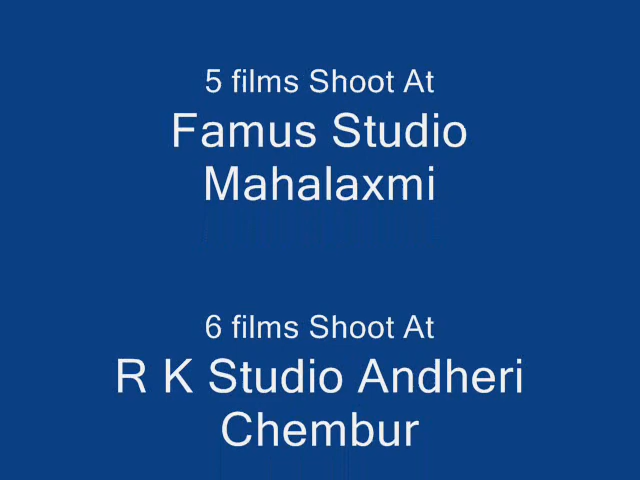 5 films Shoot At
Famus Studio
Mahalaxmi
6 films Shoot At
R K Studio Andheri
Chembur